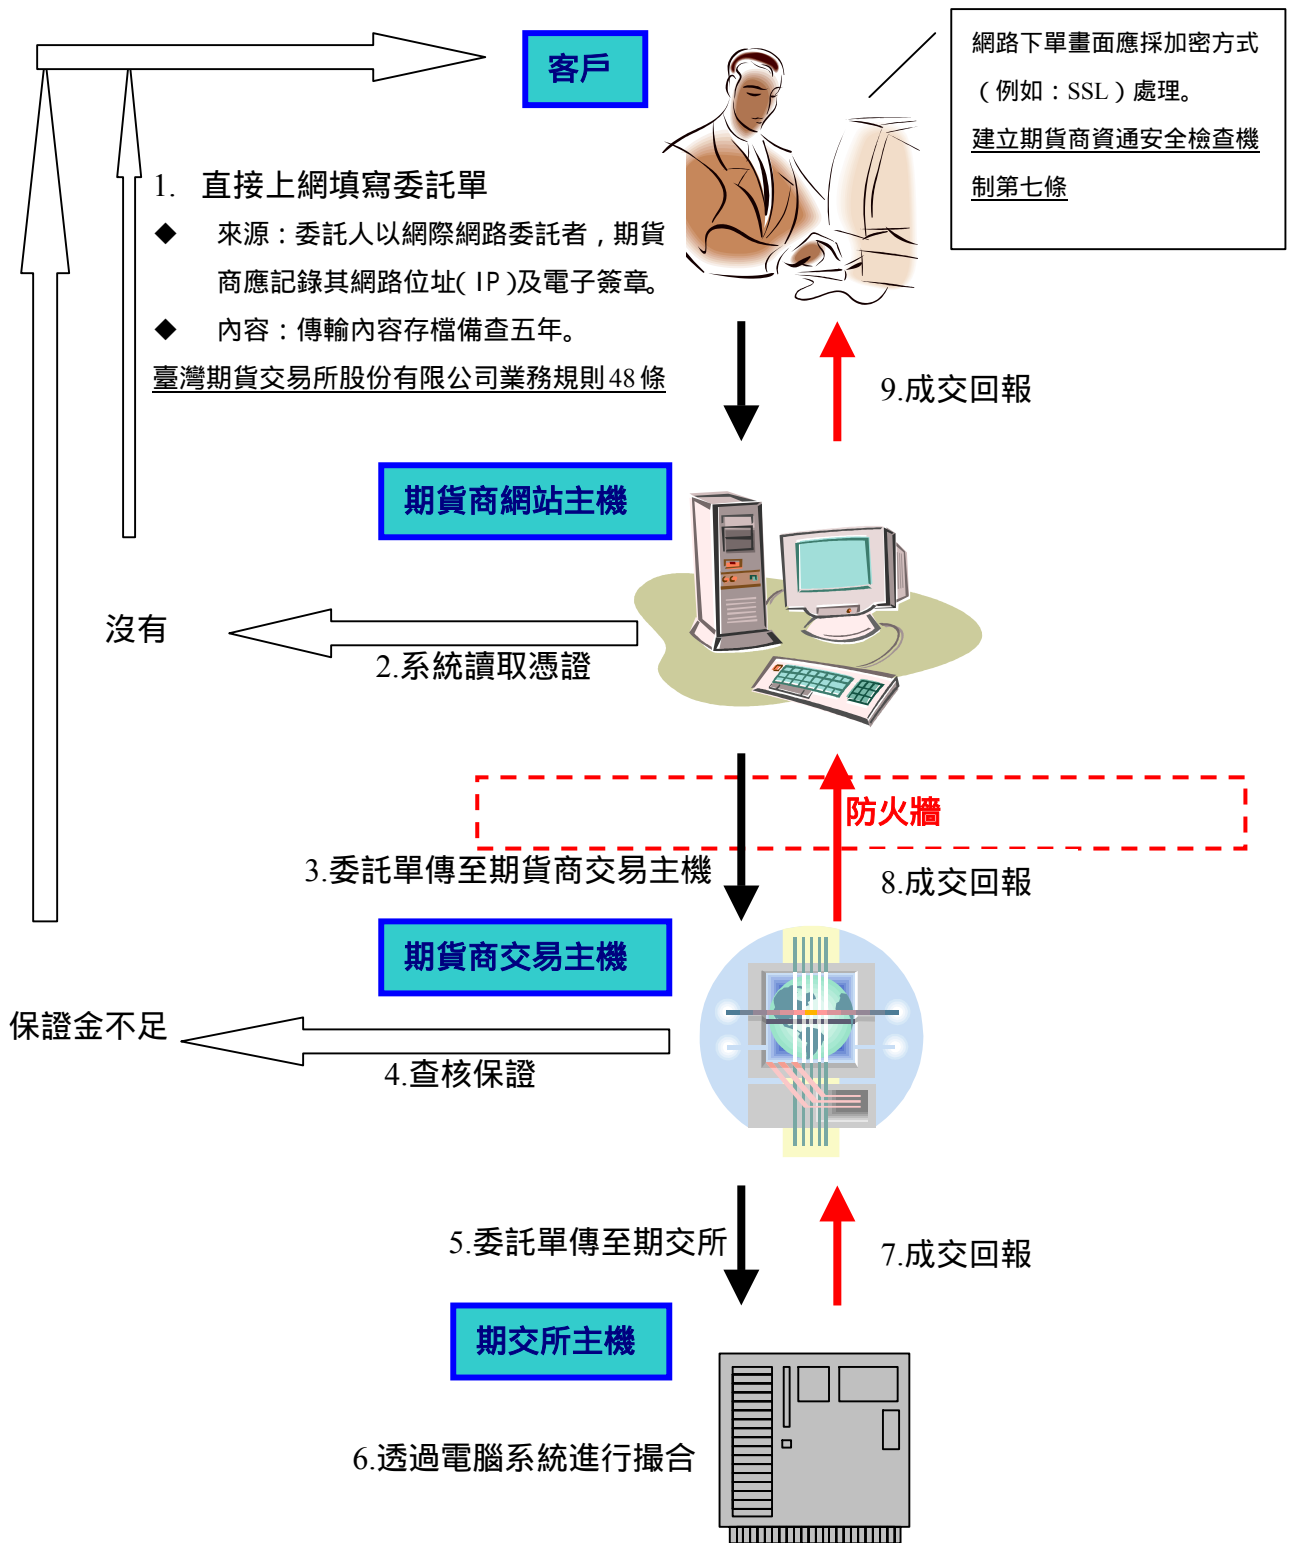 客戶
網路下單畫面應採加密方式
（例如：SSL）處理。
建立期貨商資通安全檢查機
制第七條
1. 直接上網填寫委託單
◆ 來源：委託人以網際網路委託者，期貨
商應記錄其網路位址(IP)及電子簽章。
◆ 內容：傳輸內容存檔備查五年。
臺灣期貨交易所股份有限公司業務規則48條
9.成交回報
期貨商網站主機
沒有
2.系統讀取憑證
防火牆
3.委託單傳至期貨商交易主機
8.成交回報
期貨商交易主機
保證金不足
4.查核保證
5.委託單傳至期交所
7.成交回報
期交所主機
6.透過電腦系統進行撮合